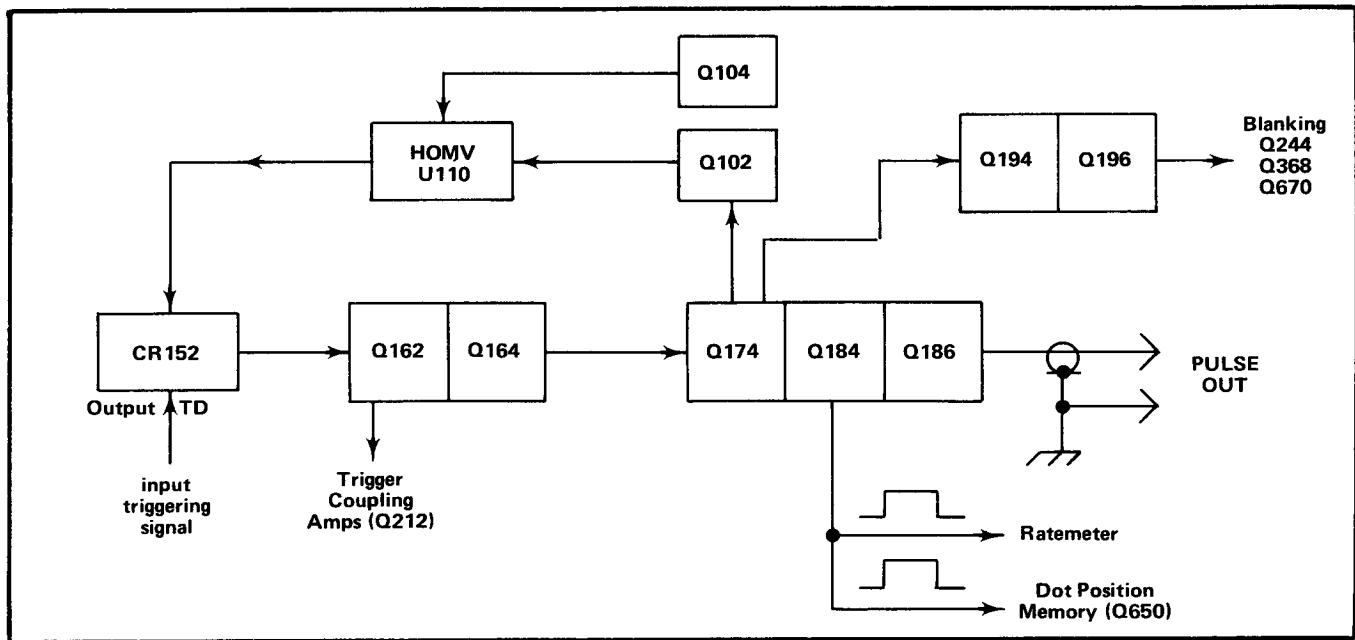 Q104
HOMV
U110
Q102
Q194
Q196
Blanking
Q244
Q368
Q670
CR152
Output TD
input
triggering
signal
Q162
Q164
Trigger
Coupling
Amps (Q212)
Q174
Q184
Q186
PULSE
OUT
Ratemeter
Dot Position
Memory (Q650)